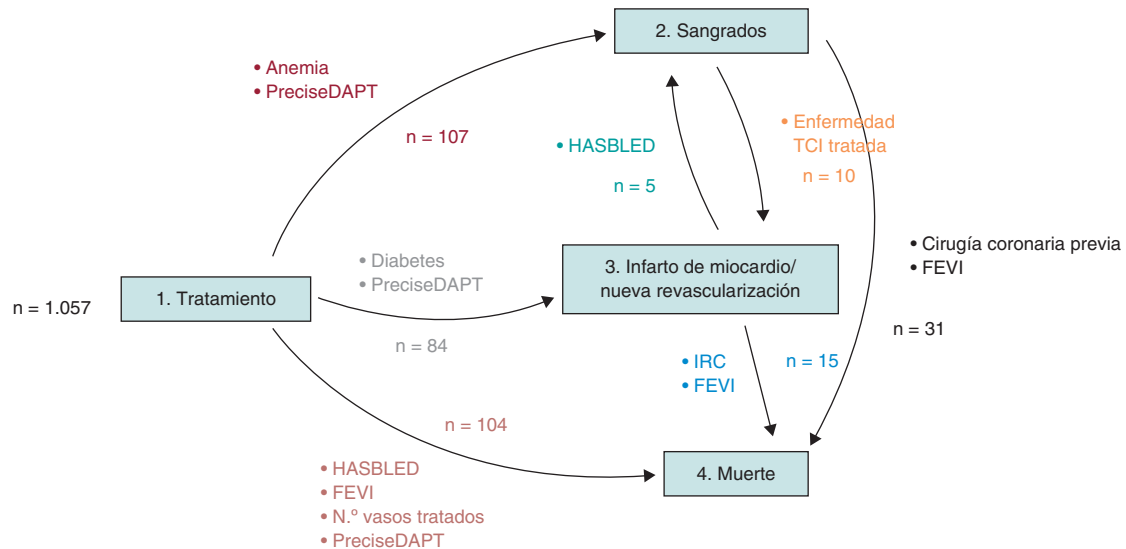 2. Sangrados
• Anemia
• PreciseDAPT
n = 107
• HASBLED
n = 5
• Enfermedad
TCI tratada
n = 10
• Cirugía coronaria previa
• FEVI
n = 31
n = 1.057
1. Tratamiento
• Diabetes
• PreciseDAPT
n = 84
3. Infarto de miocardio/
nueva revascularización
• IRC
• FEVI
n = 15
n = 104
• HASBLED
• FEVI
• N.º vasos tratados
• PreciseDAPT
4. Muerte